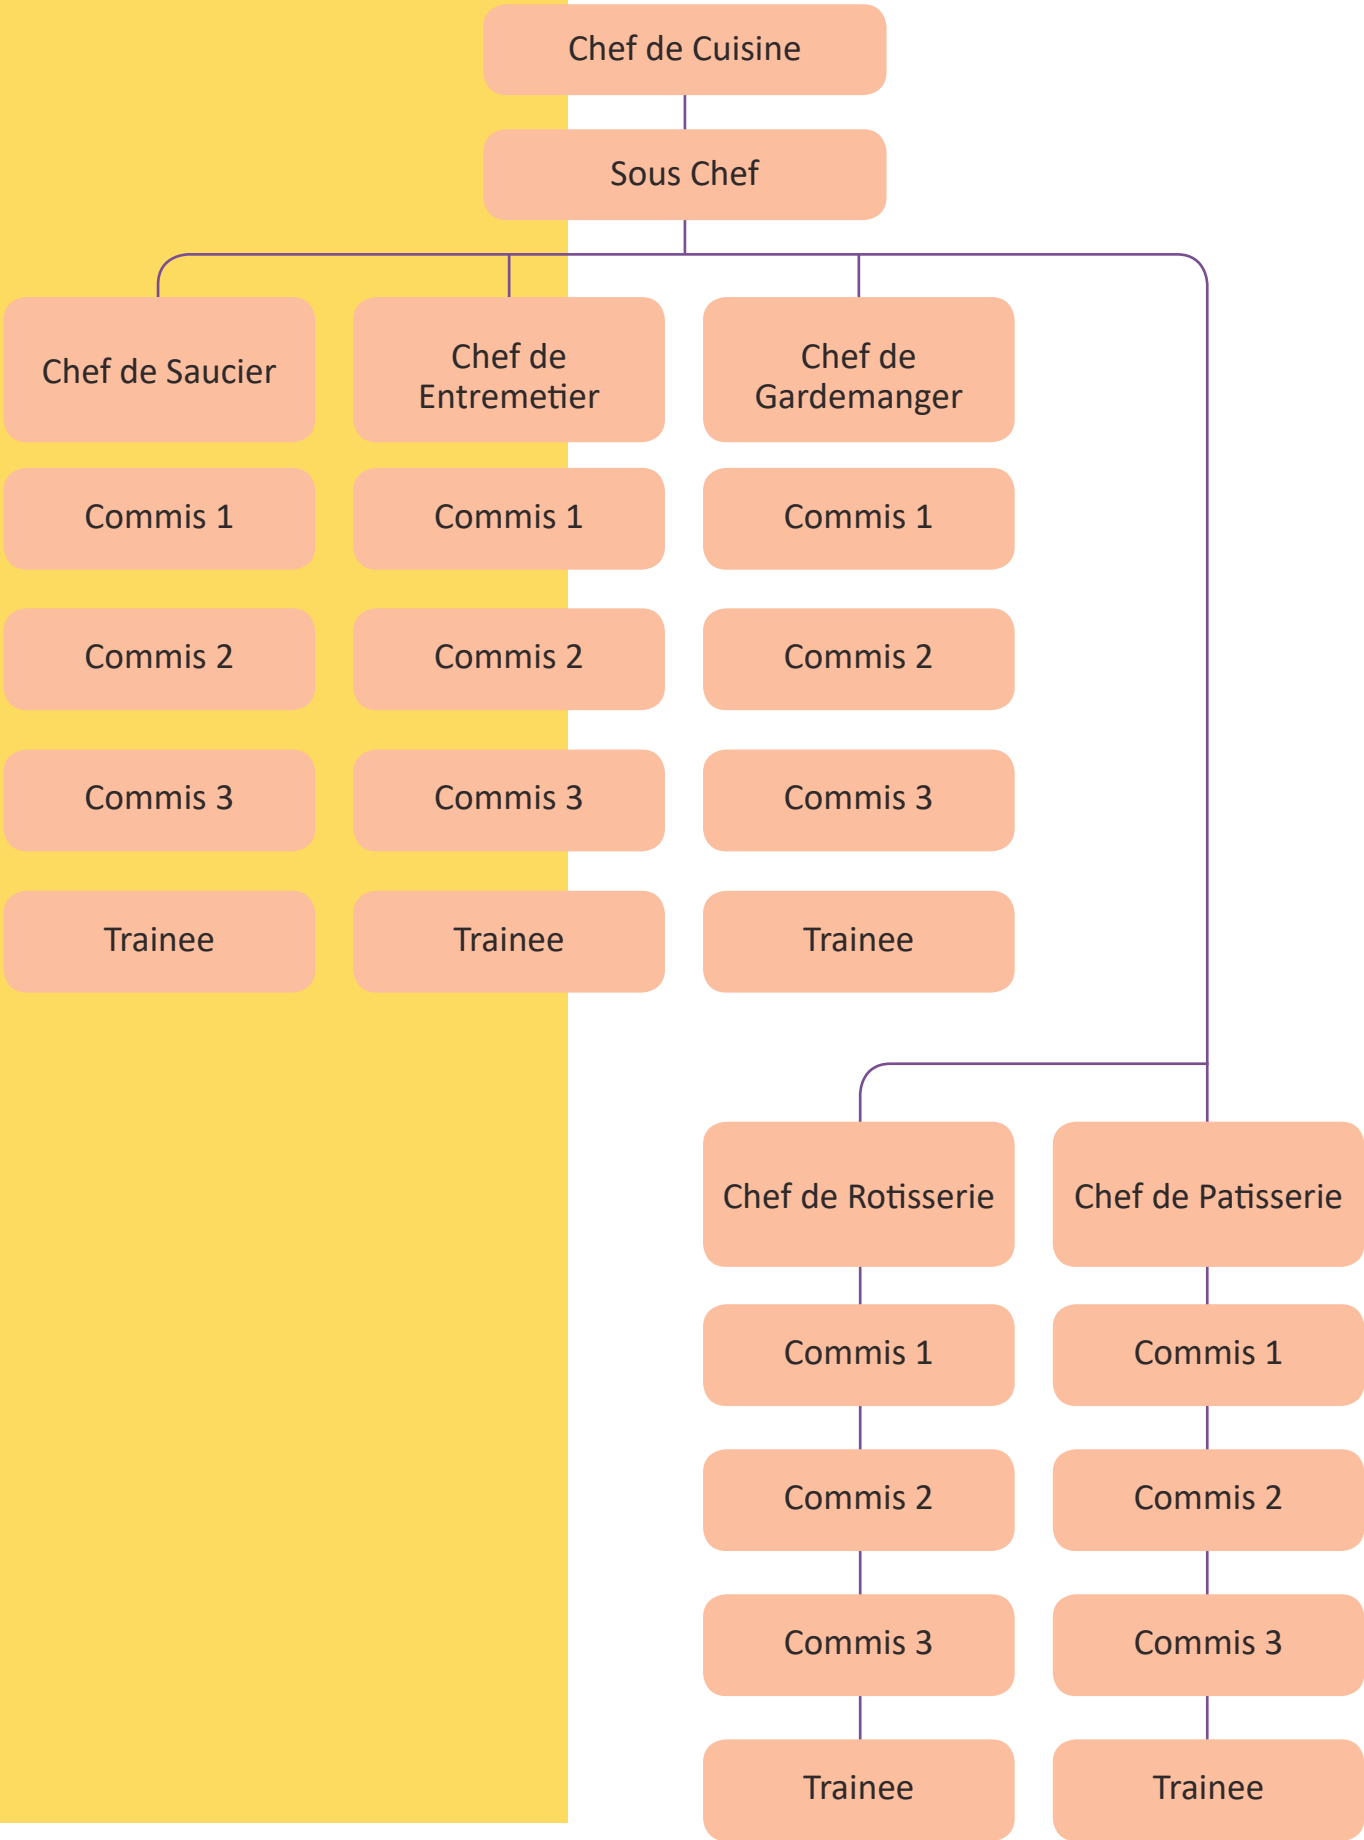 Chef de Cuisine
Sous Chef
Chef de Saucier
Chef de
Entremetier
Chef de
Gardemanger
Commis 1
Commis 1
Commis 1
Commis 2
Commis 2
Commis 2
Commis 3
Commis 3
Commis 3
Trainee
Trainee
Trainee
Chef de Rotisserie
Chef de Patisserie
Commis 1
Commis 1
Commis 2
Commis 2
Commis 3
Commis 3
Trainee
Trainee